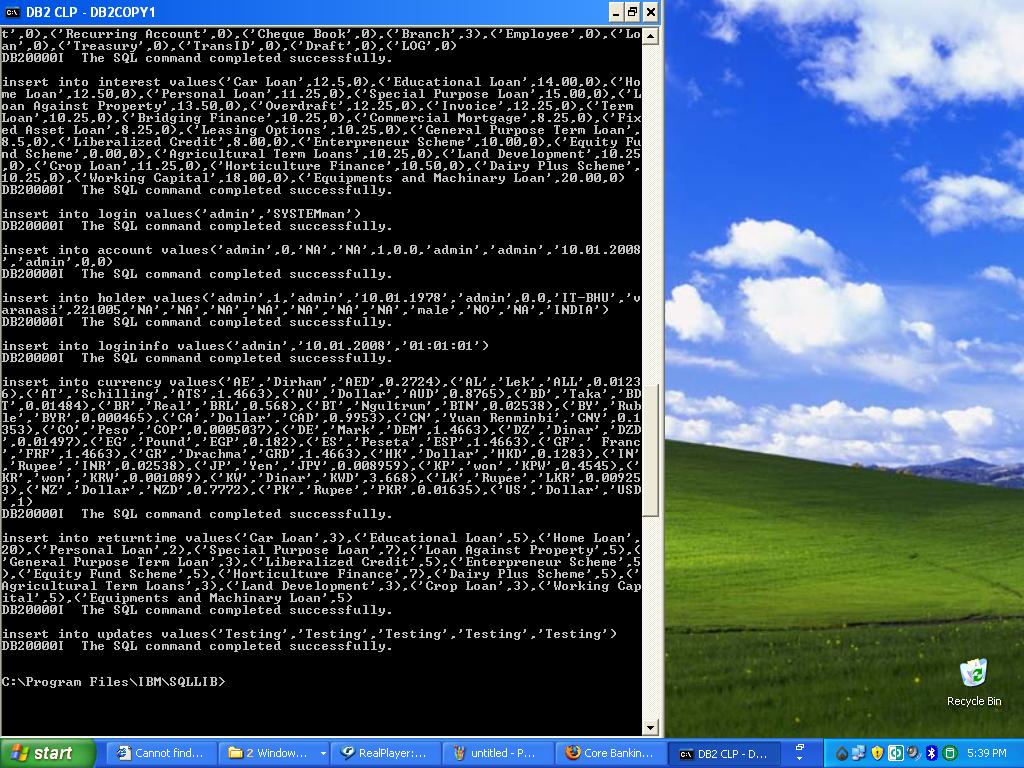 DB2 CLP - DB2COPY1
t',0),('Recurring Account',0),('Cheque Book',0),('Branch',3),('Employee',0),('Lo
an',0),('Treasury',0),('TransID',0),('Draft',0),('LOG',0)
DB20000I  The SQL command completed successfully.
insert into interest values('Car Loan',12.5,0),('Educational Loan',14.00,0),('Ho
me Loan',12.50,0),('Personal Loan',11.25,0),('Special Purpose Loan',15.00,0),('L
oan Against Property',13.50,0),('Overdraft',12.25,0),('Invoice',12.25,0),('Term
Loan',10.25,0),('Bridging Finance',10.25,0),('Commercial Mortgage',8.25,0),('Fix
ed Asset Loan',8.25,0),('Leasing Options',10.25,0),('General Purpose Term Loan',
8.5,0),('Liberalized Credit',8.00,0),('Enterpreneur Scheme',10.00,0),('Equity Fu
nd Scheme',0.00,0),('Agricultural Term Loans',10.25,0),('Land Development',10.25
,0),('Crop Loan',11.25,0),('Horticulture Finance',10.50,0),('Dairy Plus Scheme',
10.25,0),('Working Capital',18.00,0),('Equipments and Machinary Loan',20.00,0)
DB20000I  The SQL command completed successfully.
insert into login values('admin','SYSTEMman')
DB20000I  The SQL command completed successfully.
insert into account values('admin',0,'NA','NA',1,0.0,'admin','admin','10.01.2008
','admin',0,0)
DB20000I  The SQL command completed successfully.
insert into holder values('admin',1,'admin','10.01.1978','admin',0.0,'IT-BHU','v
aranasi',221005,'NA','NA','NA','NA','NA','NA','NA','male','NO','NA','INDIA')
DB20000I  The SQL command completed successfully.
insert into logininfo values('admin','10.01.2008','01:01:01')
DB20000I  The SQL command completed successfully.
insert into currency values('AE','Dirham','AED',0.2724),('AL','Lek','ALL',0.0123
6),('AT','Schilling','ATS',1.4663),('AU','Dollar','AUD',0.8765),('BD','Taka','BD
T',0.01484),('BR','Real','BRL',0.568),('BT','Ngultrun','BTN',0.02538),('BY','Rub
le','BYR',0.000465),('CA','Dollar','CAD',0.9953),('CN','Yuan Renminbi','CNY',0.1
353),('CO','Peso','COP',0.0005037),('DE','Mark','DEM',1.4663),('DZ','Dinar','DZD
',0.01497),('EG','Pound','EGP',0.182),('ES','Peseta','ESP',1.4663),('GF',' Franc
','FRF',1.4663),('GR','Drachma','GRD',1.4663),('HK','Dollar','HKD',0.1283),('IN'
,'Rupee','INR',0.02538),('JP','Yen','JPY',0.008959),('KP','won','KPW',0.4545),('
KR','won','KRW',0.001089),('KW','Dinar','KWD',3.668),('LK','Rupee','LKR',0.00925
3),('NZ','Dollar','NZD',0.7772),('PK','Rupee','PKR',0.01635),('US','Dollar','USD
',1)
DB20000I  The SQL command completed successfully.
insert into returntime values('Car Loan',3),('Educational Loan',5),('Home Loan',
20),('Personal Loan',2),('Special Purpose Loan',7),('Loan Against Property',5),(
'General Purpose Term Loan',3),('Liberalized Credit',5),('Enterpreneur Scheme',5
),('Equity Fund Scheme',5),('Horticulture Finance',7),('Dairy Plus Scheme',5),('
Agricultural Term Loans',3),('Land Development',3),('Crop Loan',3),('Working Cap
ital',5),('Equipments and Machinary Loan',5)
DB20000I  The SQL command completed successfully.
insert into updates values('Testing','Testing','Testing','Testing','Testing')
DB20000I  The SQL command completed successfully.
C:\Program Files\IBM\SQLLIB>
Recycle Bin
start
Cannot find...
2 Window...
RealPlayer:...
untitled - P...
Core Bankin...
DB2 CLP - D...
5:39 PM